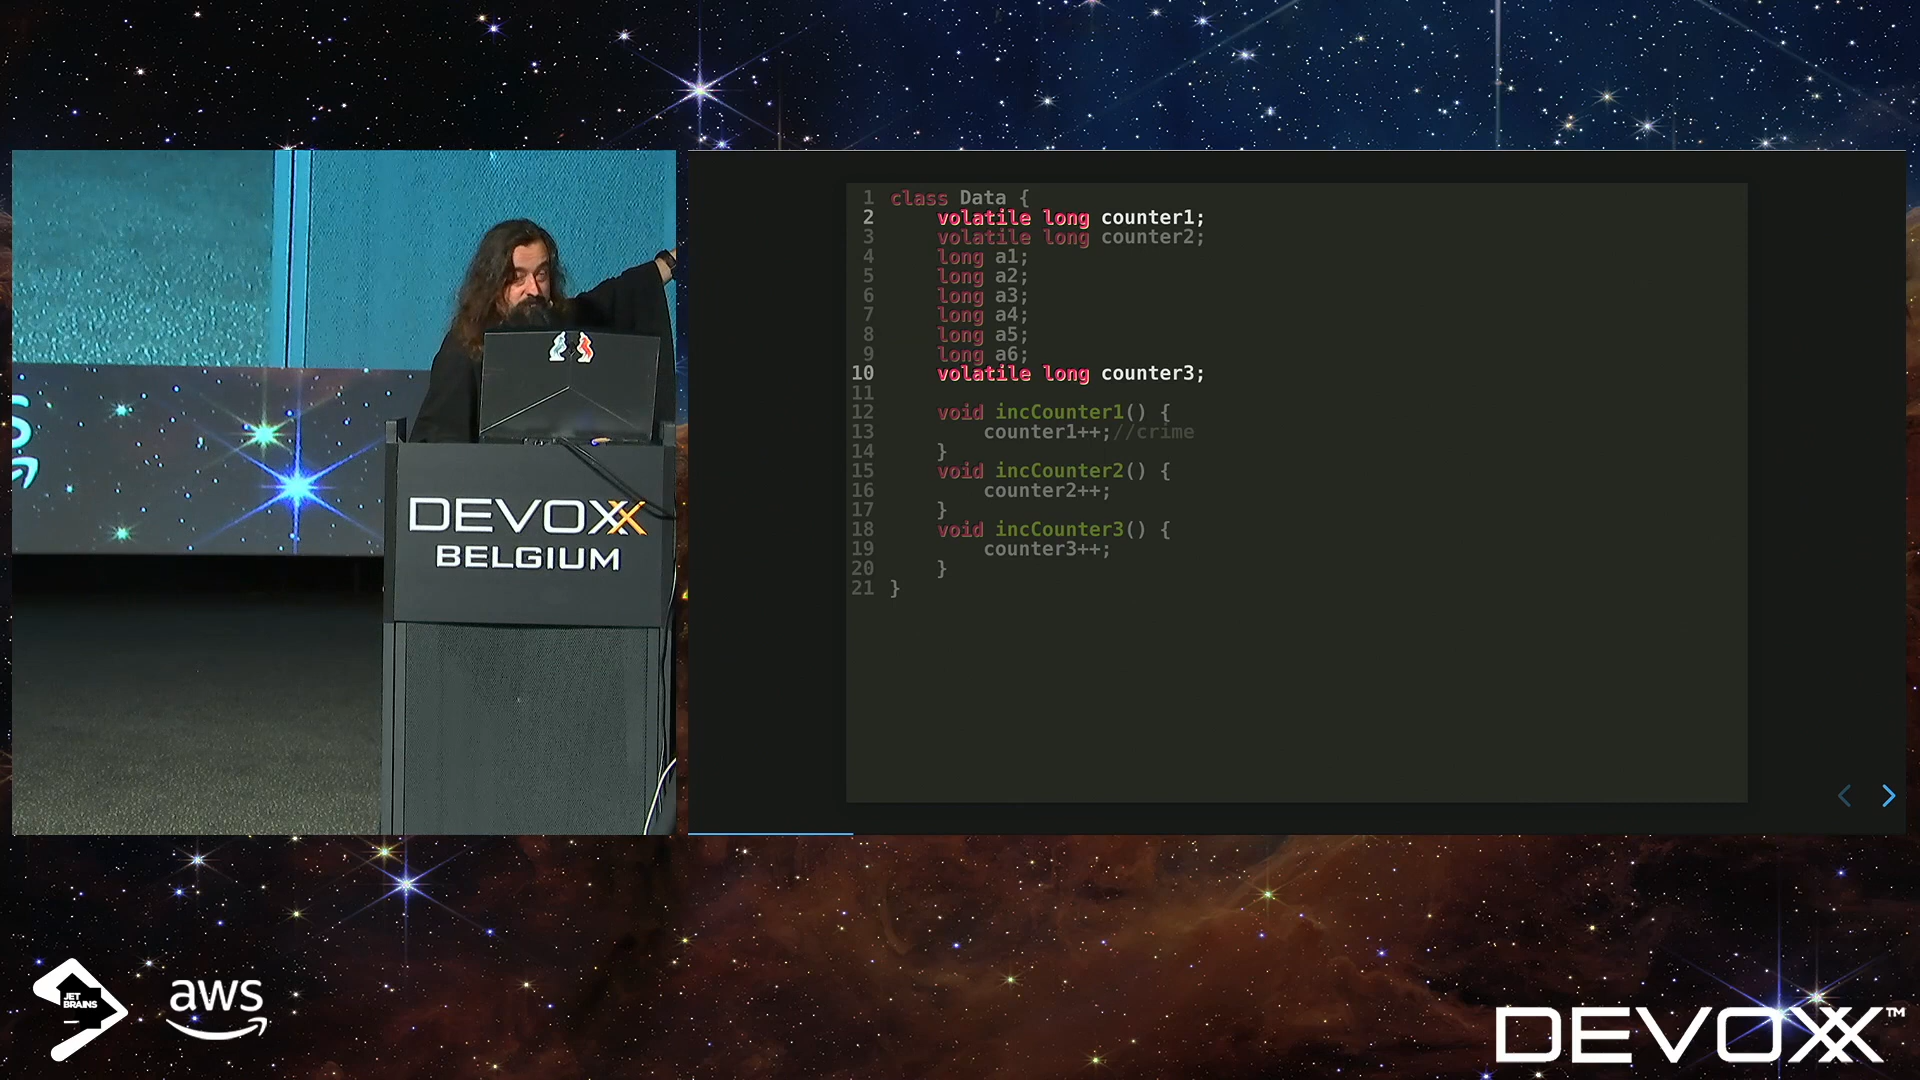 1 class Data {
2 volatile long counter1;
3 volatile long counter2;
4 long a1;
5 long a2;
6 long a3;
7 long a4;
8 long a5;
9 long a6;
10 volatile long counter3;
11
12 void incCounter1() {
13 counter1++;//crime
14 }
15 void incCounter2() {
16 counter2++;
17 }
18 void incCounter3() {
19 counter3++;
20 }
21 }
DEVOXX
BELGIUM
JET
BRAINS
aws
DEVOXX™